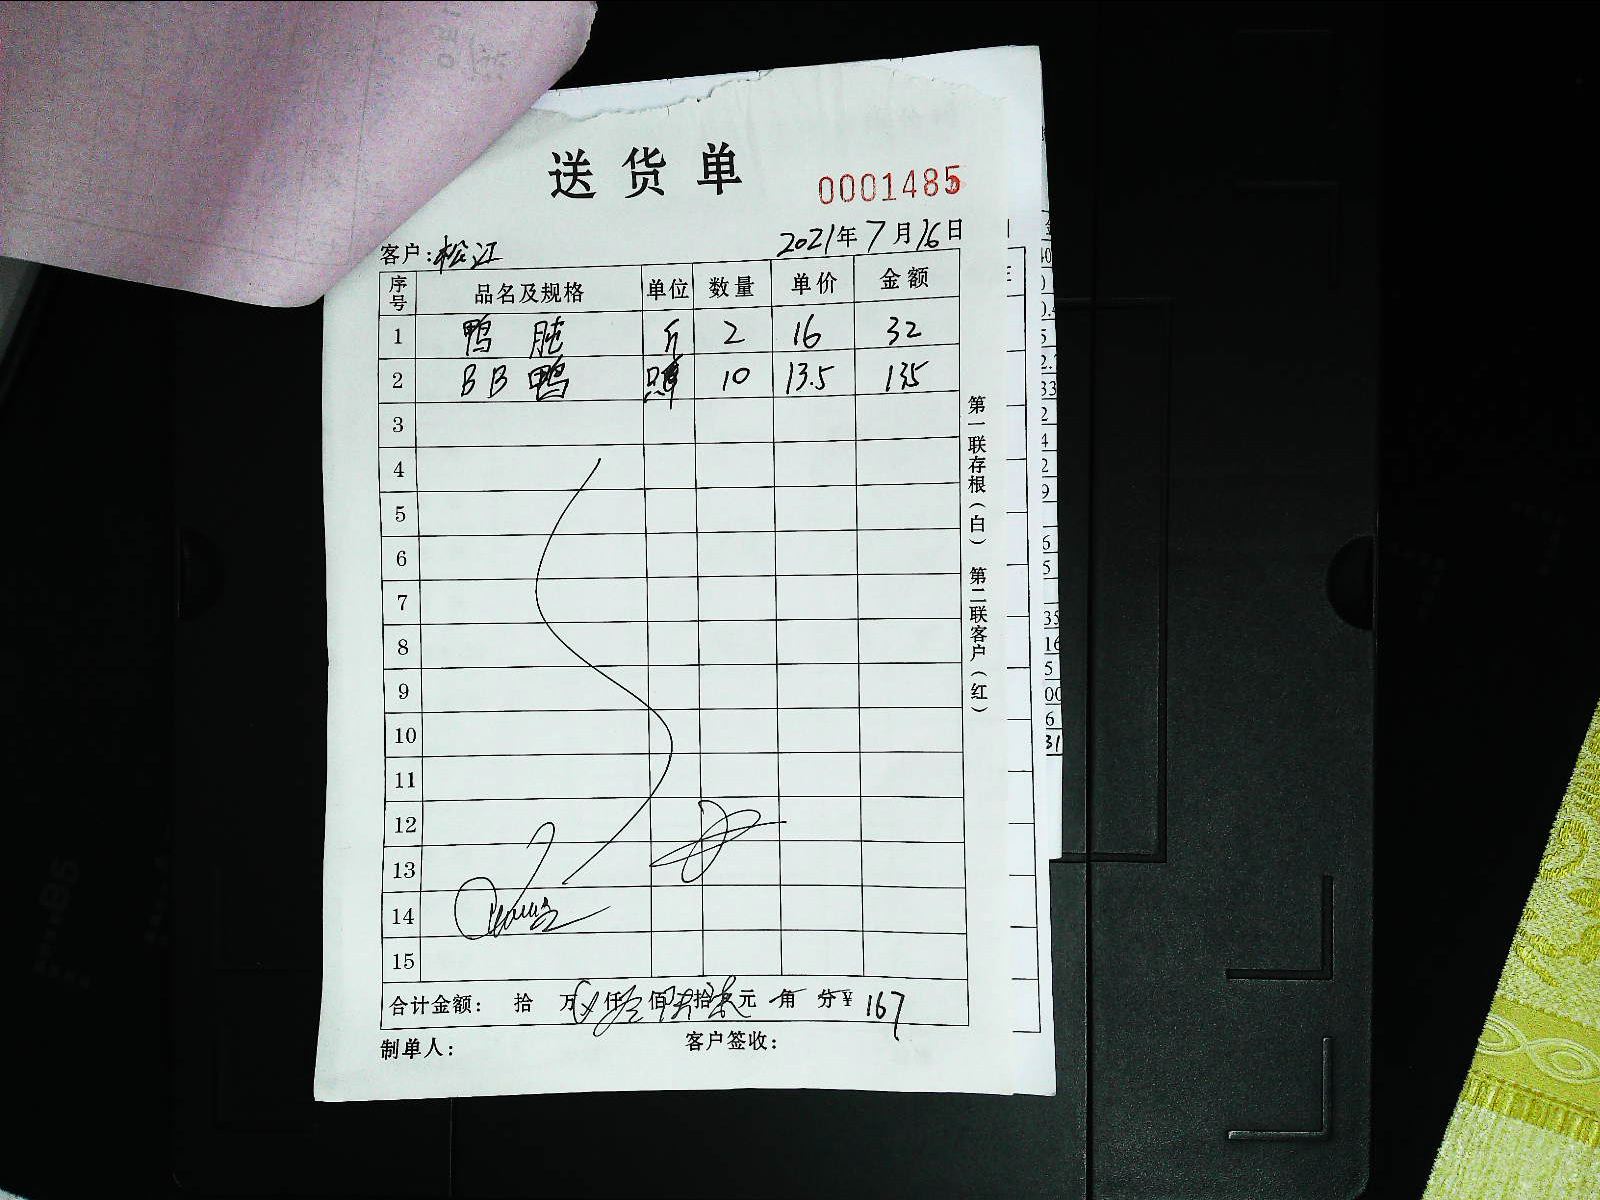 送货单
0001485
客户：松江 2021年7月16日
序号 品名及规格 单位 数量 单价 金额
1 鸭肫 斤 2 16 32
2 BB鸭 10 13.5 135
3
4
5
6
7
8
9
10
11
12
13
14
15
合计金额： 拾 万 仟 佰 陆拾柒元 角 分￥ 167
制单人： 客户签收：
第一联存根（白） 第二联客户（红）